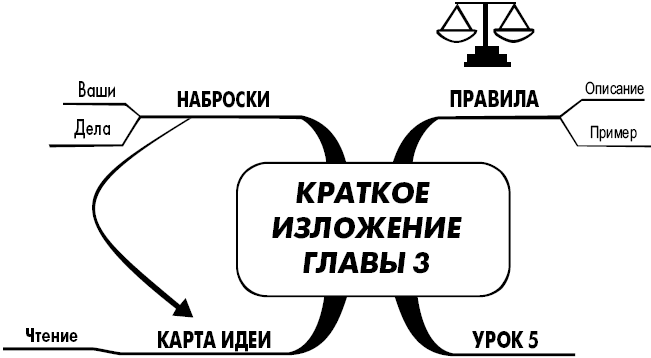 Ваши
Дела
НАБРОСКИ
ПРАВИЛА
Описание
Пример
КРАТКОЕ
ИЗЛОЖЕНИЕ
ГЛАВЫ 3
Чтение
КАРТА ИДЕИ
УРОК 5